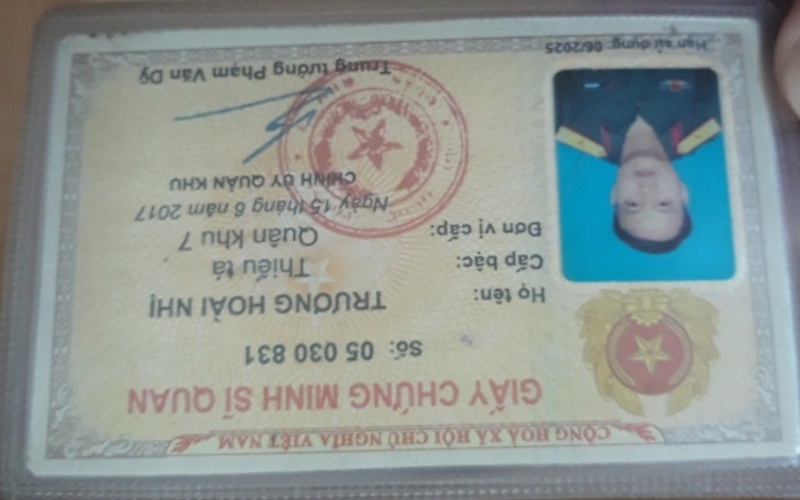 CỘNG HOÀ XÃ HỘI CHỦ NGHĨA VIỆT NAM
GIẤY CHỨNG MINH SĨ QUAN
Số: 05 030 831
Họ tên: TRƯƠNG HOÀI NHỊ
Cấp bậc: Thiếu tá
Đơn vị cấp: Quân khu 7
Ngày 15 tháng 6 năm 2017
CHÍNH UỶ QUÂN KHU
Trung tướng Phạm Văn Dỹ
Hạn sử dụng: 06/2025